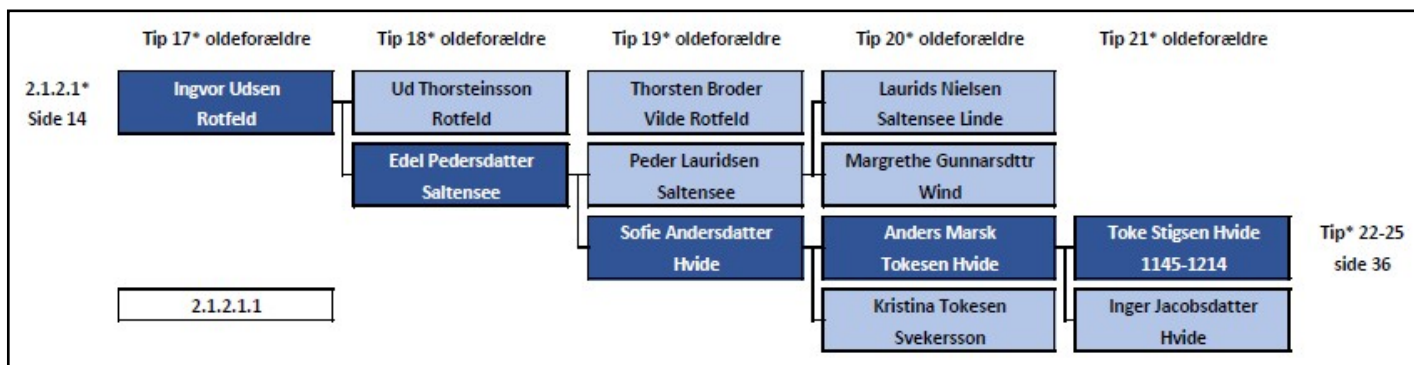 Tip 17* oldeforældre
Tip 18* oldeforældre
Tip 19* oldeforældre
Tip 20* oldeforældre
Tip 21* oldeforældre
2.1.2.1*
Side 14
Ingvor Udsen
Rotfeld
Ud Thorsteinsson
Rotfeld
Thorsten Broder
Vilde Rotfeld
Laurids Nielsen
Saltensee Linde
Edel Pedersdatter
Saltensee
Peder Lauridsen
Saltensee
Margrethe Gunnarsdttr
Wind
Sofie Andersdatter
Hvide
Anders Marsk
Tokesen Hvide
Toke Stigsen Hvide
1145-1214
Tip* 22-25
side 36
2.1.2.1.1
Kristina Tokesen
Svekersson
Inger Jacobsdatter
Hvide